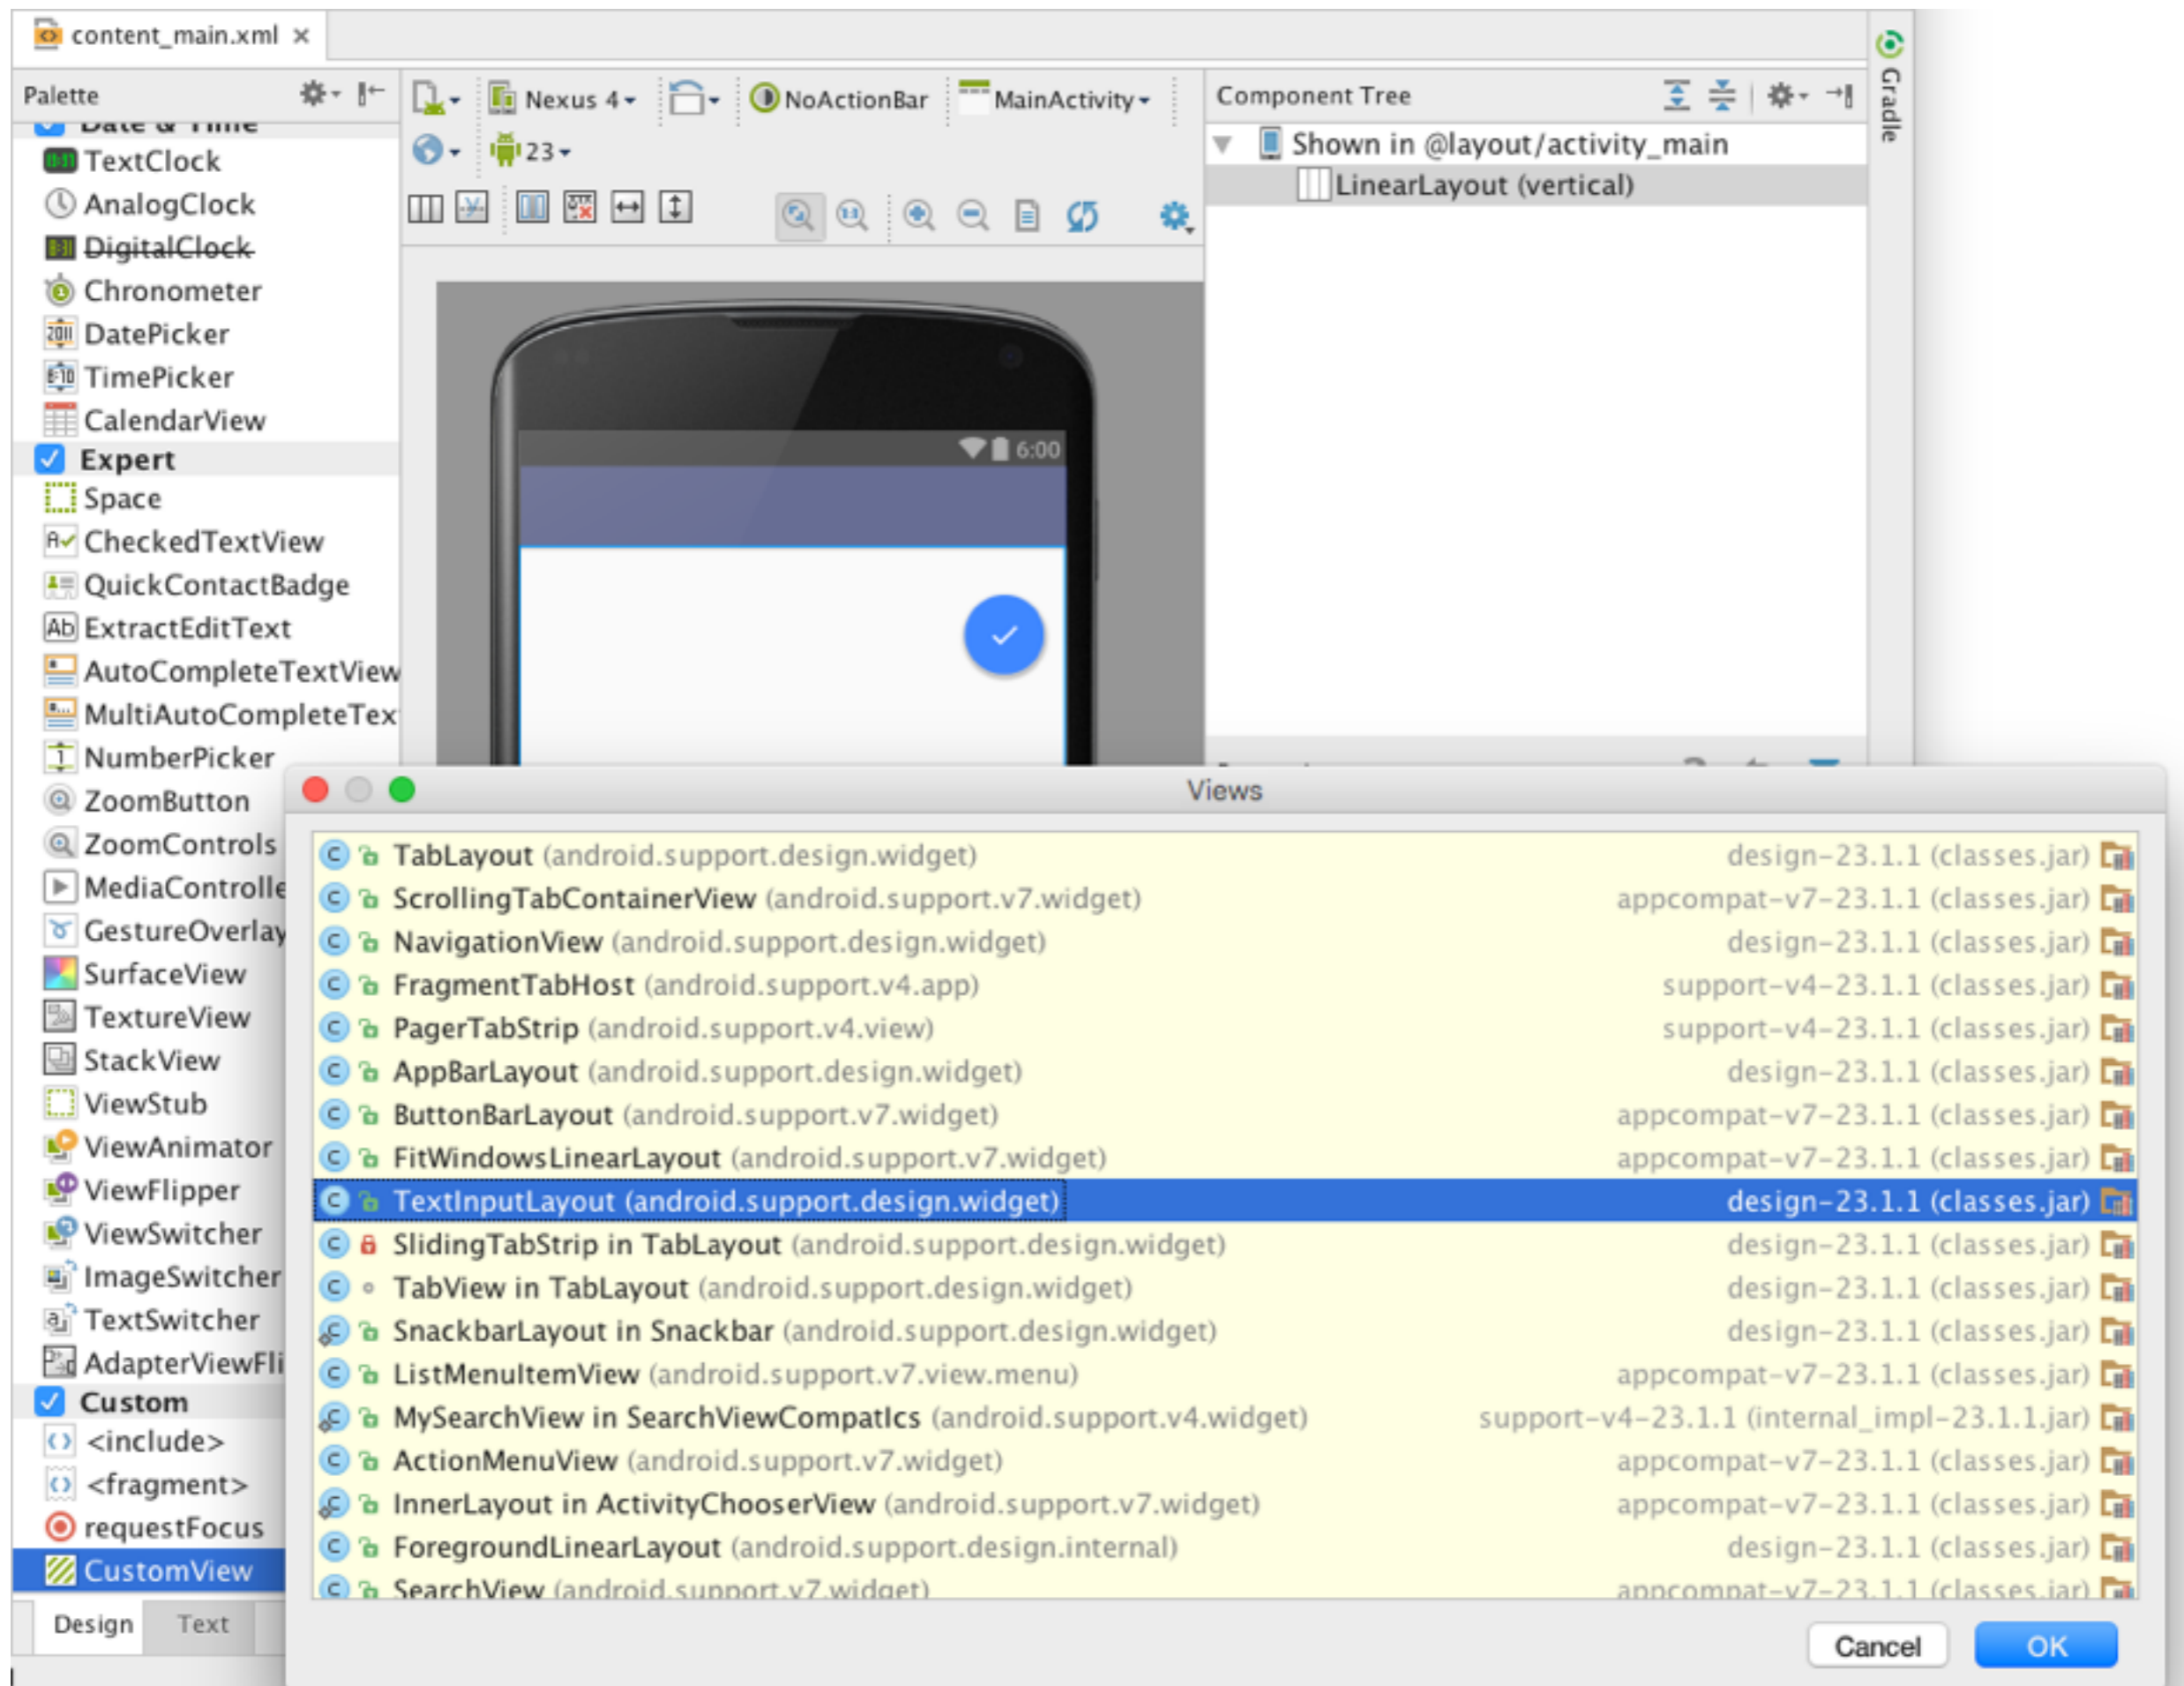 content_main.xml
Palette
Date & Time
TextClock
AnalogClock
DigitalClock
Chronometer
DatePicker
TimePicker
CalendarView
Expert
Space
CheckedTextView
QuickContactBadge
ExtractEditText
AutoCompleteTextView
MultiAutoCompleteTex
NumberPicker
ZoomButton
ZoomControls
MediaControlle
GestureOverlay
SurfaceView
TextureView
StackView
ViewStub
ViewAnimator
ViewFlipper
ViewSwitcher
ImageSwitcher
TextSwitcher
AdapterViewFli
Custom
<include>
<fragment>
requestFocus
CustomView
Design Text
Nexus 4 NoActionBar MainActivity
23
6:00
Component Tree
Shown in @layout/activity_main
LinearLayout (vertical)
Gradle
Views
TabLayout (android.support.design.widget) design-23.1.1 (classes.jar)
ScrollingTabContainerView (android.support.v7.widget) appcompat-v7-23.1.1 (classes.jar)
NavigationView (android.support.design.widget) design-23.1.1 (classes.jar)
FragmentTabHost (android.support.v4.app) support-v4-23.1.1 (classes.jar)
PagerTabStrip (android.support.v4.view) support-v4-23.1.1 (classes.jar)
AppBarLayout (android.support.design.widget) design-23.1.1 (classes.jar)
ButtonBarLayout (android.support.v7.widget) appcompat-v7-23.1.1 (classes.jar)
FitWindowsLinearLayout (android.support.v7.widget) appcompat-v7-23.1.1 (classes.jar)
TextInputLayout (android.support.design.widget) design-23.1.1 (classes.jar)
SlidingTabStrip in TabLayout (android.support.design.widget) design-23.1.1 (classes.jar)
TabView in TabLayout (android.support.design.widget) design-23.1.1 (classes.jar)
SnackbarLayout in Snackbar (android.support.design.widget) design-23.1.1 (classes.jar)
ListMenuItemView (android.support.v7.view.menu) appcompat-v7-23.1.1 (classes.jar)
MySearchView in SearchViewCompatIcs (android.support.v4.widget) support-v4-23.1.1 (internal_impl-23.1.1.jar)
ActionMenuView (android.support.v7.widget) appcompat-v7-23.1.1 (classes.jar)
InnerLayout in ActivityChooserView (android.support.v7.widget) appcompat-v7-23.1.1 (classes.jar)
ForegroundLinearLayout (android.support.design.internal) design-23.1.1 (classes.jar)
SearchView (android.support.v7.widget) appcompat-v7-23.1.1 (classes.jar)
Cancel OK